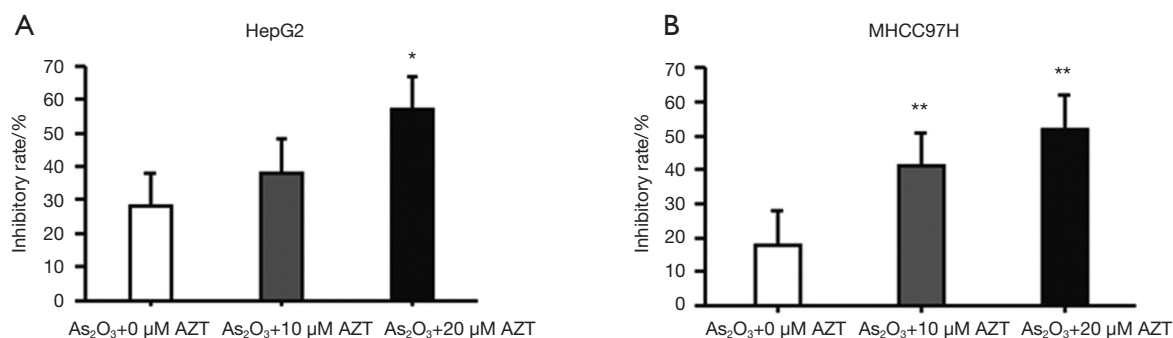 A
HepG2
*
70
60
50
40
30
20
10
0
Inhibitory rate/%
As₂O₃+0 μM AZT
As₂O₃+10 μM AZT
As₂O₃+20 μM AZT
B
MHCC97H
**
**
70
60
50
40
30
20
10
0
Inhibitory rate/%
As₂O₃+0 μM AZT
As₂O₃+10 μM AZT
As₂O₃+20 μM AZT